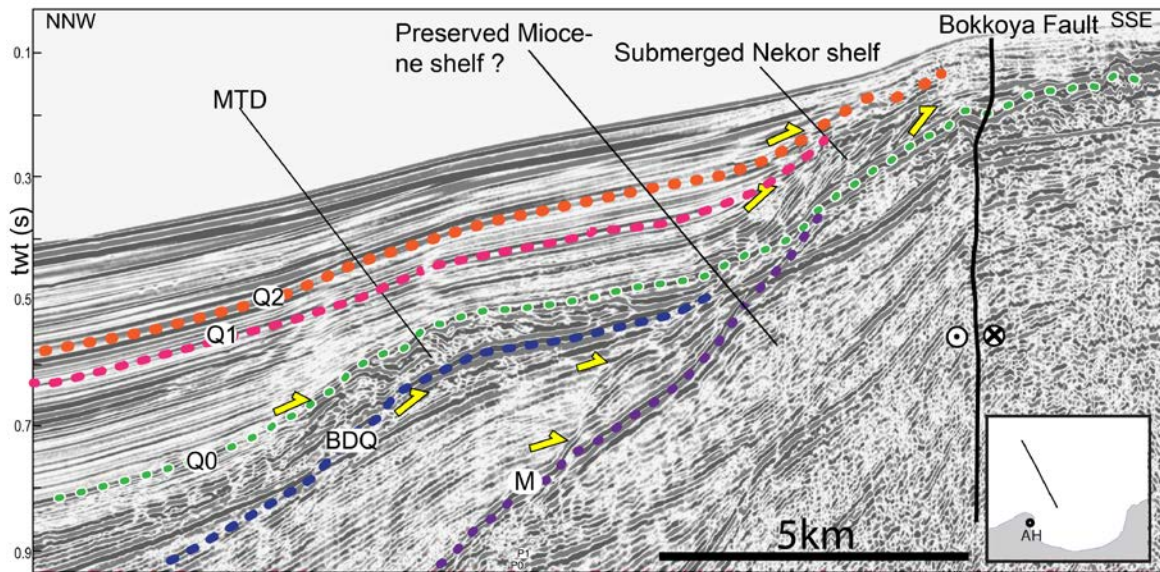 NNW
SSE
Bokkoya Fault
Preserved Mioce-
ne shelf ?
Submerged Nekor shelf
MTD
0.1
0.3
0.5
0.7
0.9
twt (s)
Q2
Q1
BDQ
Q0
M
P1
P0
5km
AH